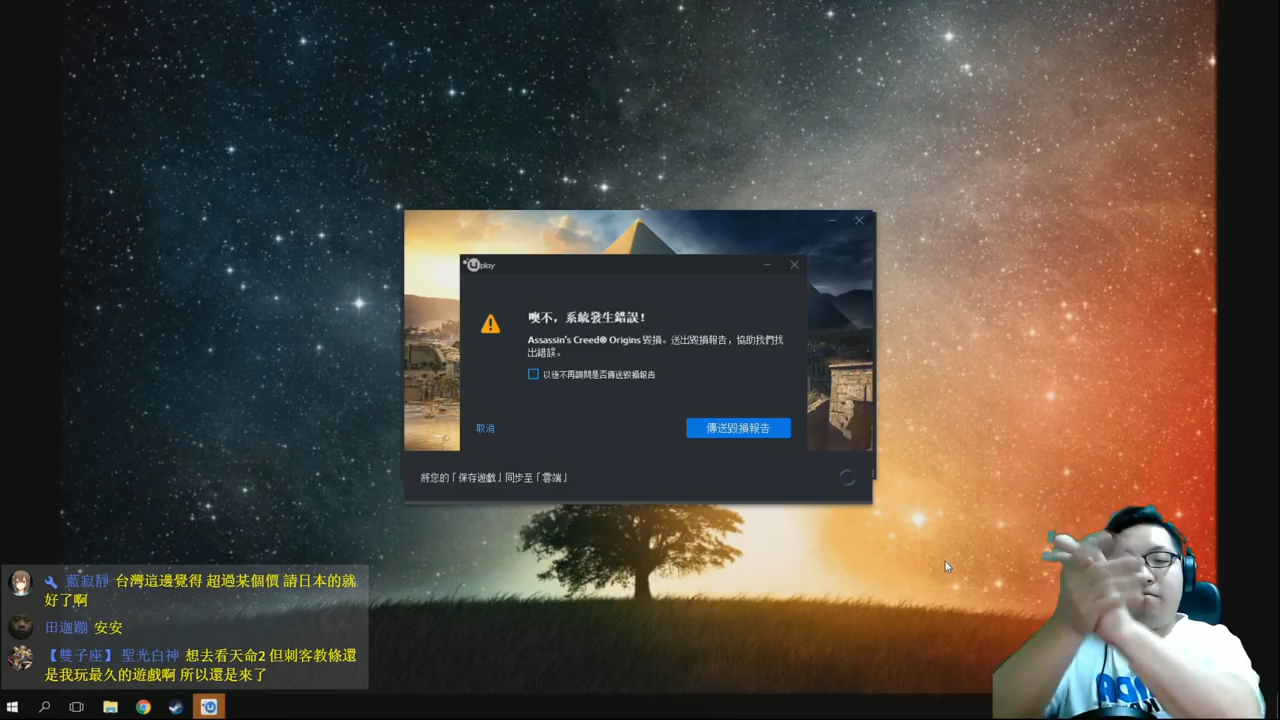 Uplay
噢不，系統發生錯誤！
Assassin's Creed® Origins 毀損。送出毀損報告，協助我們找
出錯誤。
以後不再詢問是否傳送毀損報告
取消
傳送毀損報告
將您的「保存遊戲」同步至「雲端」
藍寂靜 台灣這邊覺得 超過某個價 請日本的就
好了啊
田迦蹦 安安
【雙子座】 聖光白神 想去看天命2 但刺客教條還
是我玩最久的遊戲啊 所以還是來了